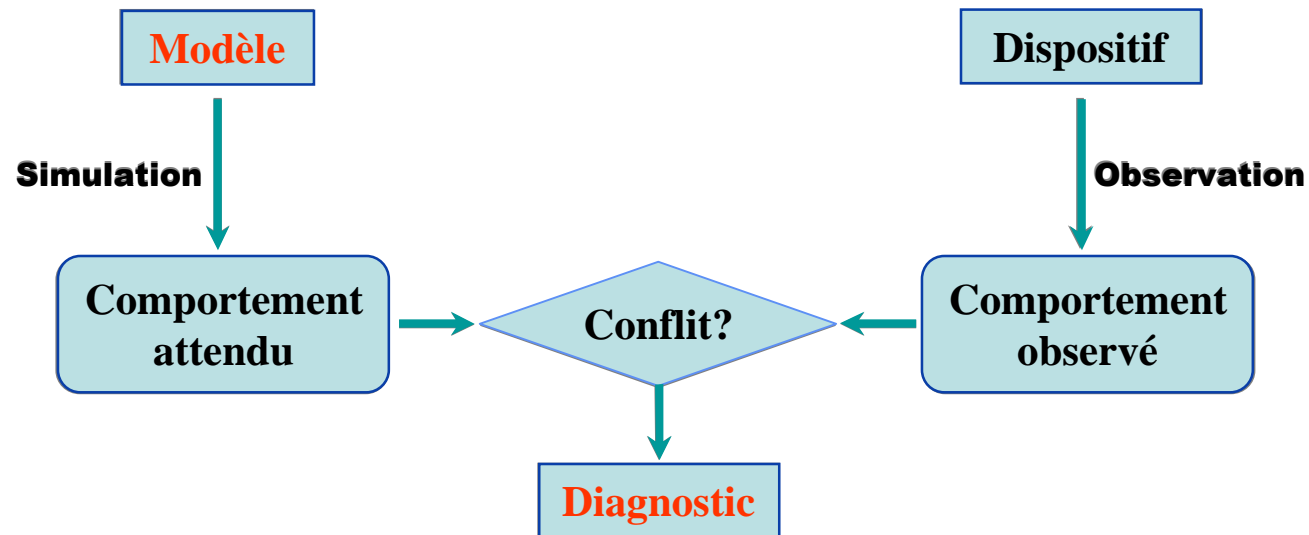 Modèle
Dispositif
Simulation
Observation
Comportement
attendu
Conflit?
Comportement
observé
Diagnostic